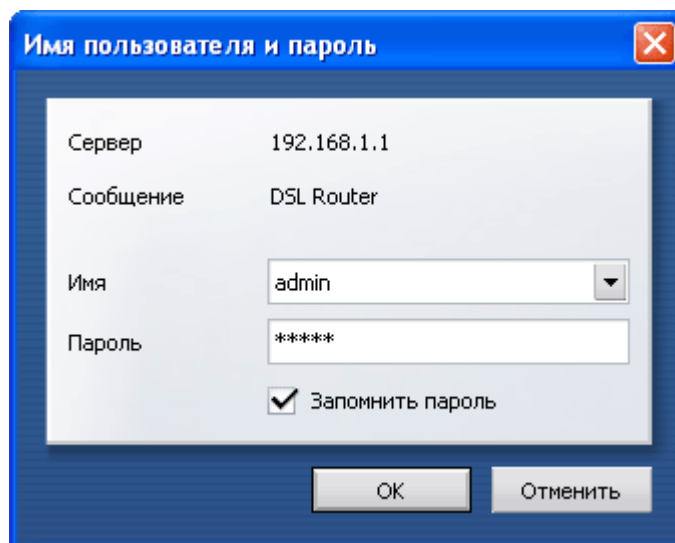 Имя пользователя и пароль
Сервер 192.168.1.1
Сообщение DSL Router
Имя admin
Пароль *****
Запомнить пароль
OK Отменить